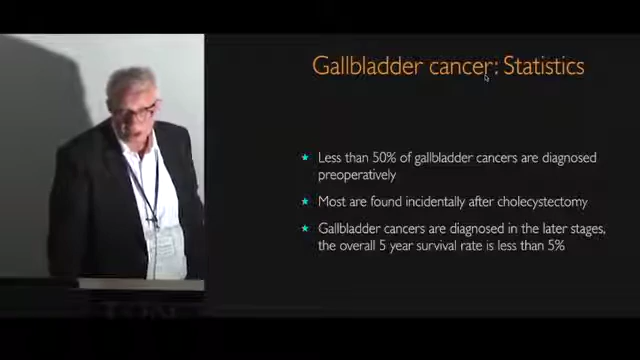 Gallbladder cancer: Statistics
Less than 50% of gallbladder cancers are diagnosed
preoperatively
Most are found incidentally after cholecystectomy
Gallbladder cancers are diagnosed in the later stages,
the overall 5 year survival rate is less than 5%